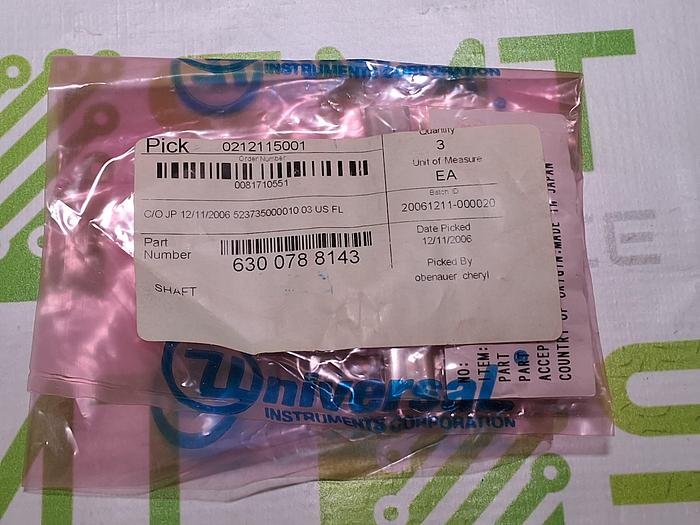 INSTRUMENTS CORPORATION
Pick 0212115001
Order Number
0081710551
C/O JP 12/11/2006 523735000010 03 US FL
Part Number 630 078 8143
SHAFT
Quantity
3
Unit of Measure
EA
Batch ID
20061211-000020
Date Picked
12/11/2006
Picked By
obenauer cheryl
NO:
ITEM:
PART
PART
ACCEP
COUNTRY OF ORIGIN:MADE IN JAPAN
Universal
INSTRUMENTS CORPORATION